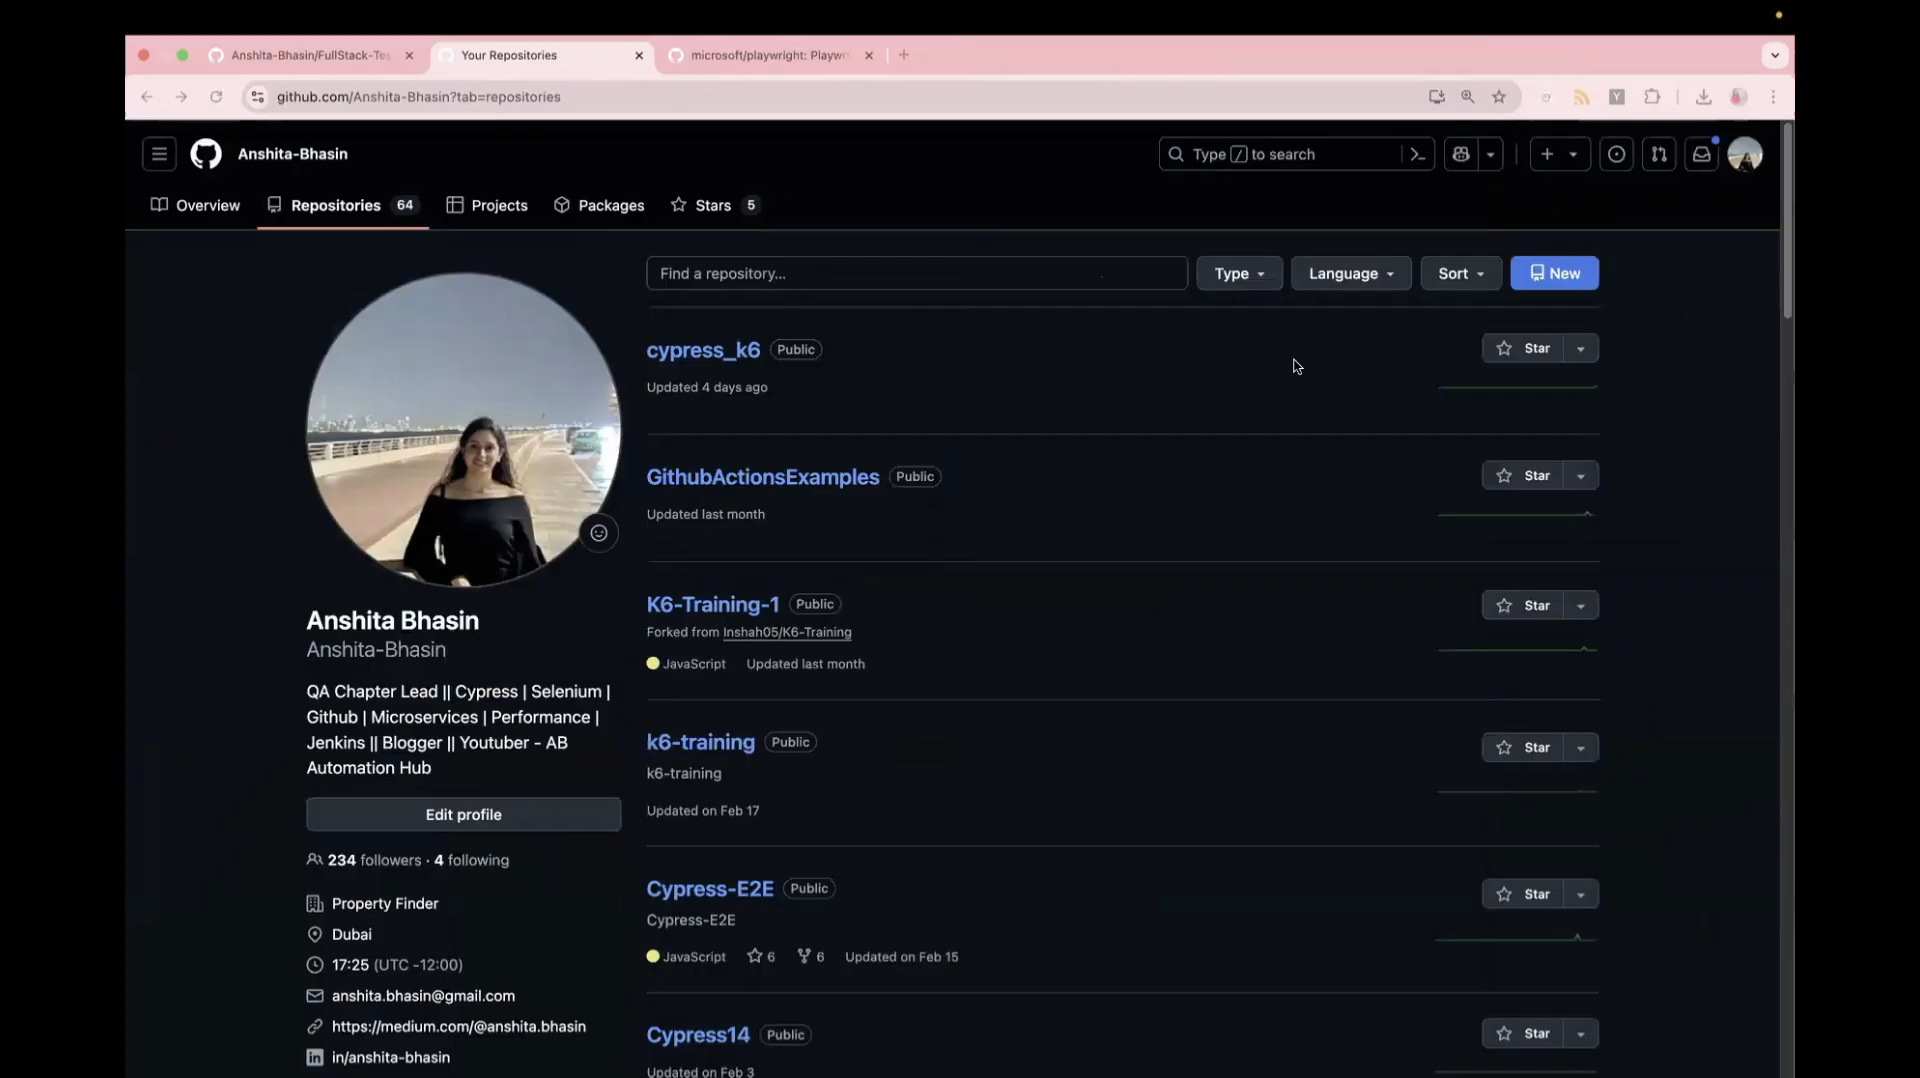 Anshita-Bhasin/FullStack-Te
Your Repositories
microsoft/playwright: Playw
github.com/Anshita-Bhasin?tab=repositories
Anshita-Bhasin
Type / to search
Overview
Repositories 64
Projects
Packages
Stars 5
Find a repository...
Type
Language
Sort
New
cypress_k6 Public
Star
Updated 4 days ago
GithubActionsExamples Public
Star
Updated last month
K6-Training-1 Public
Star
Forked from Inshah05/K6-Training
JavaScript Updated last month
k6-training Public
Star
k6-training
Updated on Feb 17
Cypress-E2E Public
Star
Cypress-E2E
JavaScript 6 6 Updated on Feb 15
Cypress14 Public
Star
Updated on Feb 3
Anshita Bhasin
Anshita-Bhasin
QA Chapter Lead || Cypress | Selenium |
Github | Microservices | Performance |
Jenkins || Blogger || Youtuber - AB
Automation Hub
Edit profile
234 followers · 4 following
Property Finder
Dubai
17:25 (UTC -12:00)
anshita.bhasin@gmail.com
https://medium.com/@anshita.bhasin
in/anshita-bhasin